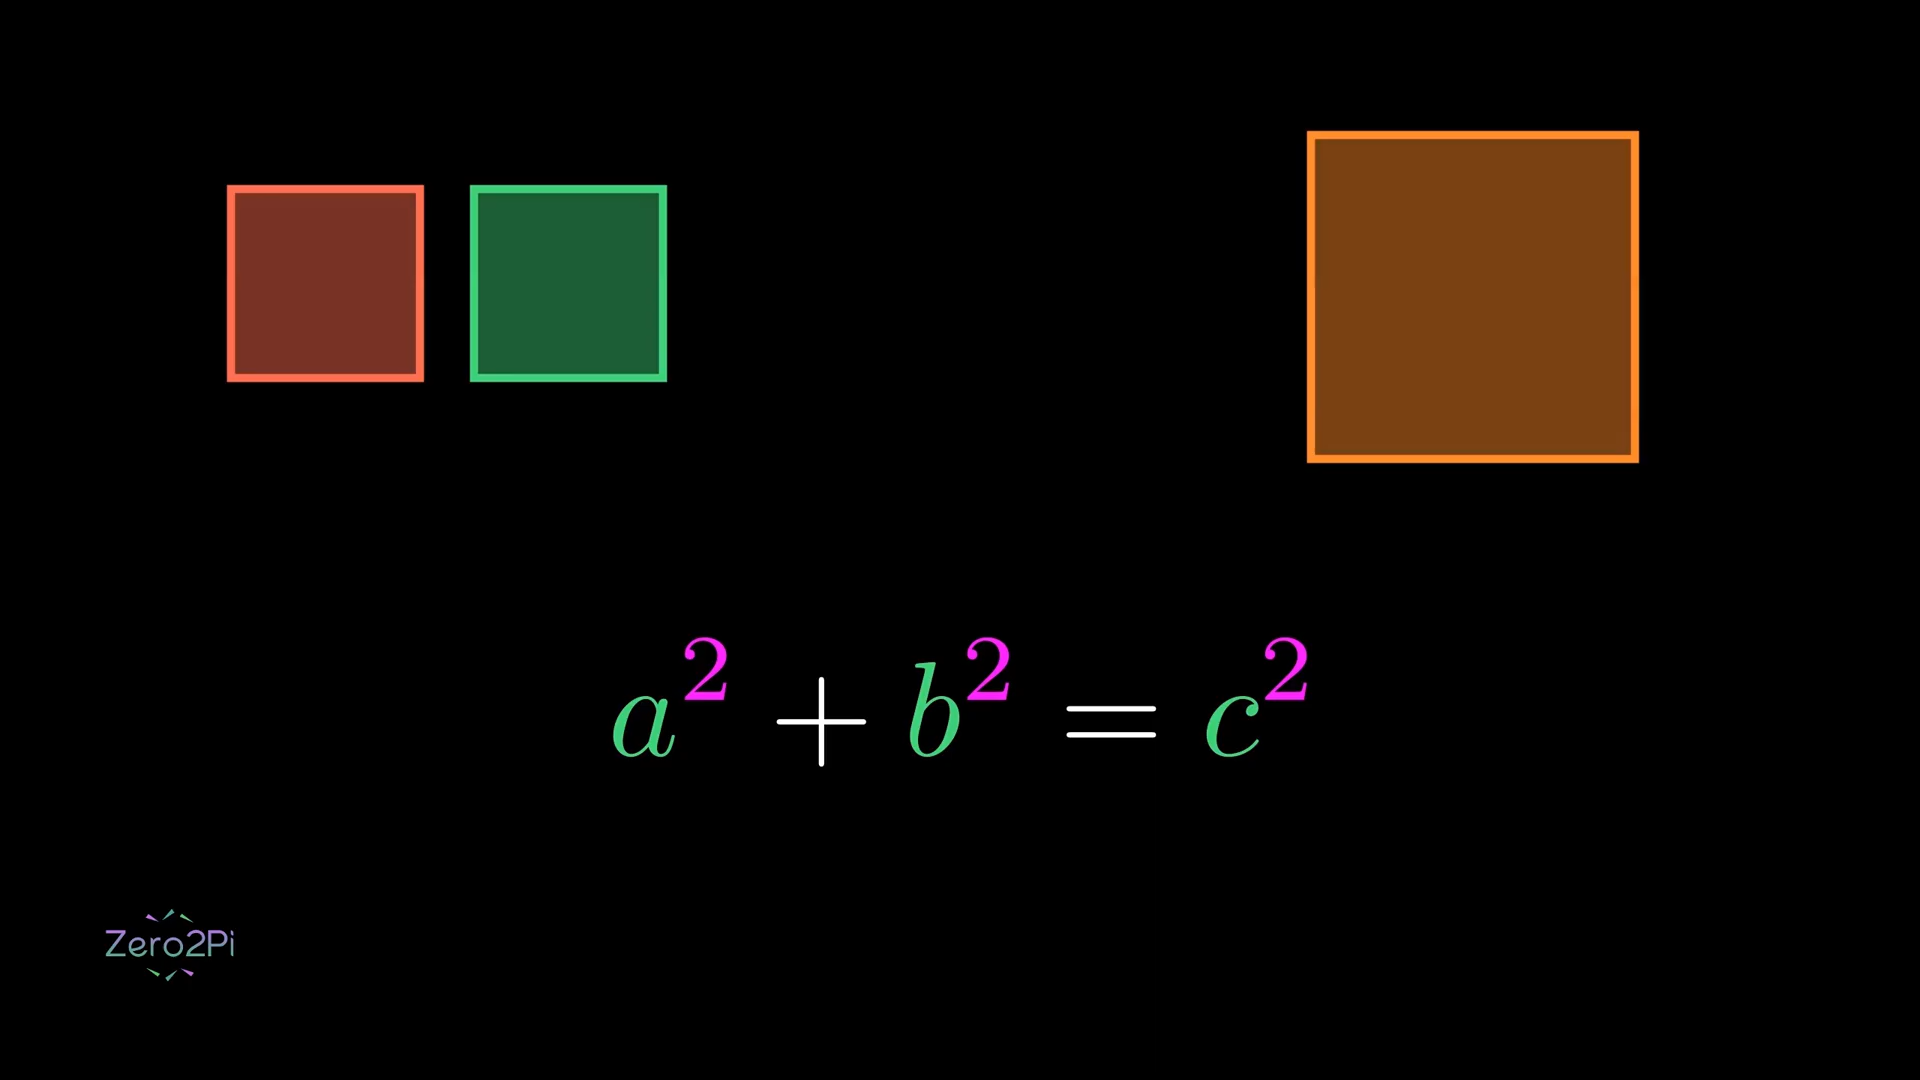 a² + b² = c²
Zero2Pi